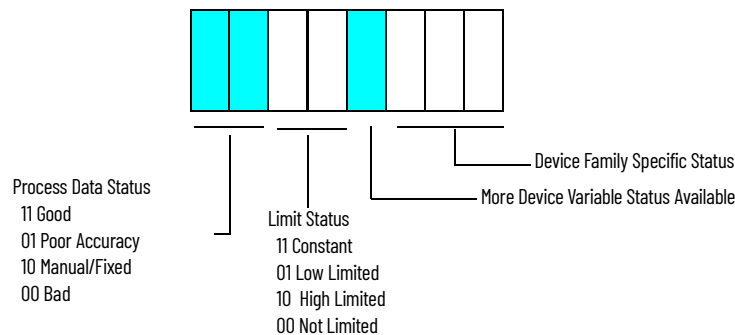 Device Family Specific Status
More Device Variable Status Available
Process Data Status
11 Good
01 Poor Accuracy
10 Manual/Fixed
00 Bad
Limit Status
11 Constant
01 Low Limited
10 High Limited
00 Not Limited